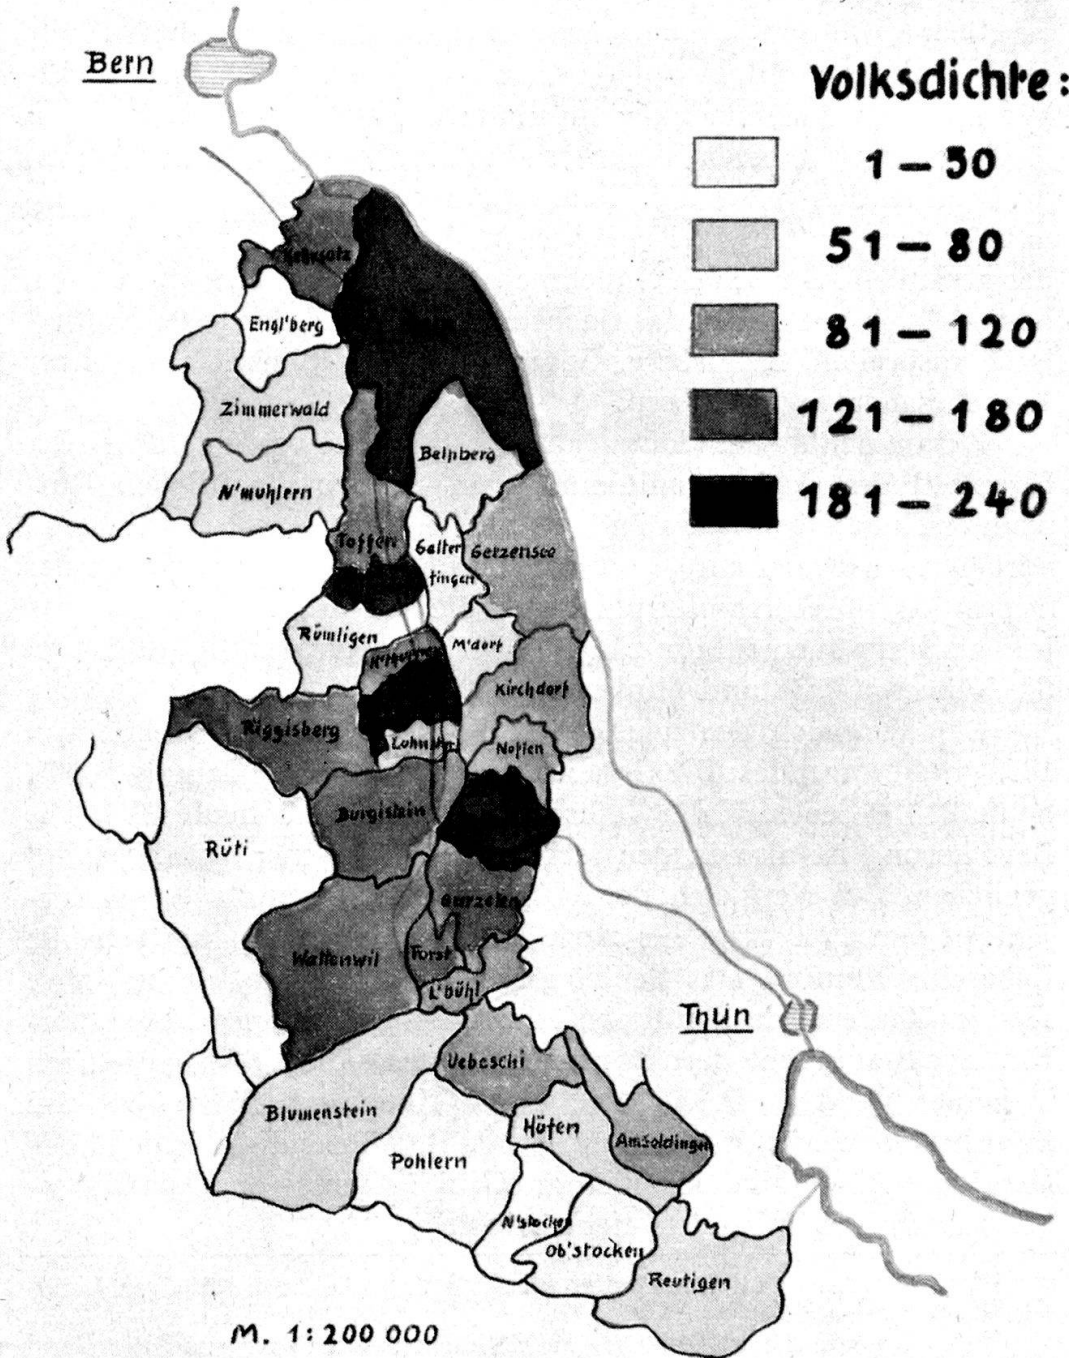 Bern
Volksdichte:
1 – 50
51 – 80
81 – 120
121 – 180
181 – 240
Kehrsatz
Engl'berg
Zimmerwald
Belpberg
N'muhlern
Toffen
Gelter
fingen
Gerzensee
Rümligen
M'dorf
Kirchdorf
Riggisberg
Noflen
Burgistein
Rüti
Gurzelen
Wattenwil
Forst
L'bühl
Thun
Uebeschi
Blumenstein
Höfen
Amsoldingen
Pohlern
N'stocken
Ob'stocken
Reutigen
M. 1:200 000